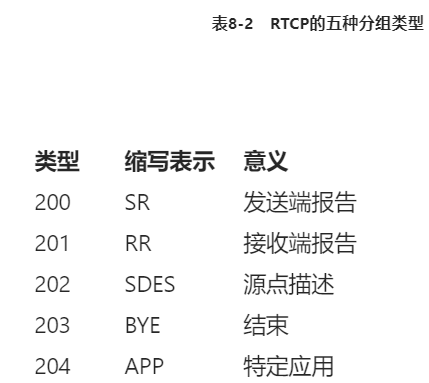 表8-2 RTCP的五种分组类型
类型 缩写表示 意义
200 SR 发送端报告
201 RR 接收端报告
202 SDES 源点描述
203 BYE 结束
204 APP 特定应用